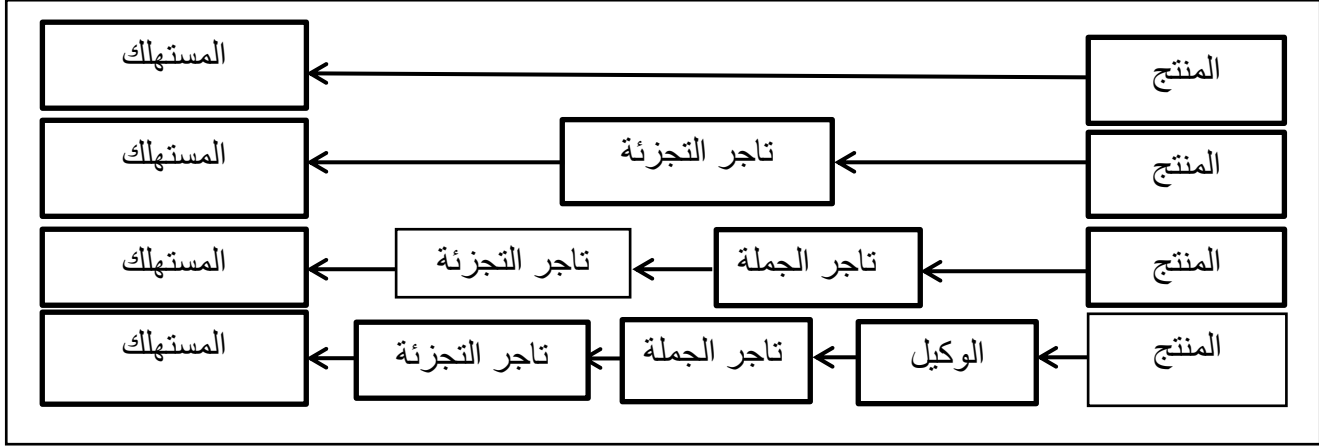 المنتج المستهلك
المنتج تاجر التجزئة المستهلك
المنتج تاجر الجملة تاجر التجزئة المستهلك
المنتج الوكيل تاجر الجملة تاجر التجزئة المستهلك